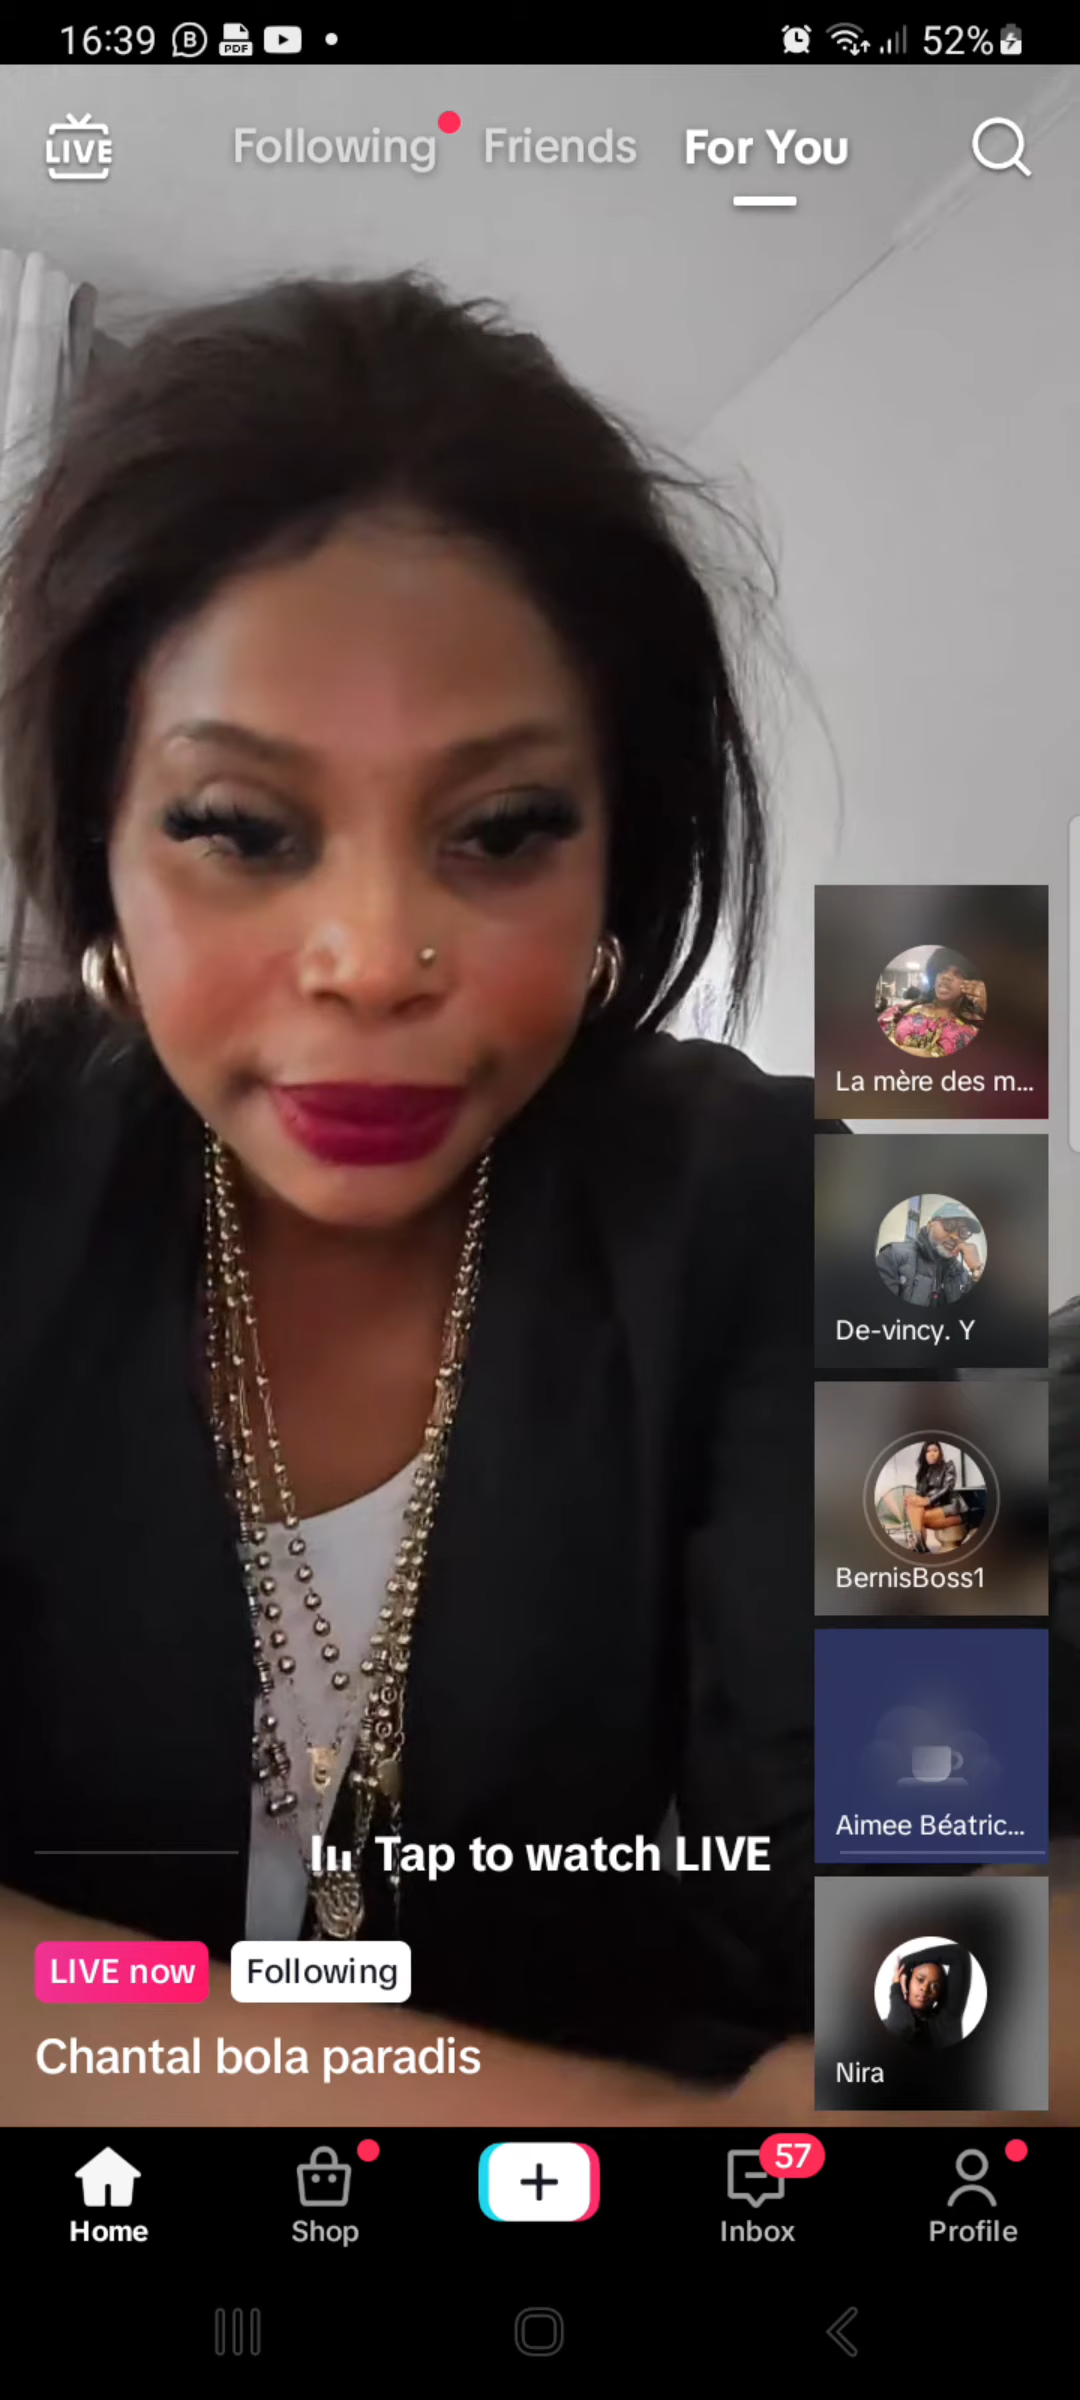 16:39
PDF
52%
LIVE
Following
Friends
For You
La mère des m...
De-vincy. Y
BernisBoss1
Aimee Béatric...
Nira
Tap to watch LIVE
LIVE now
Following
Chantal bola paradis
Home
Shop
57
Inbox
Profile